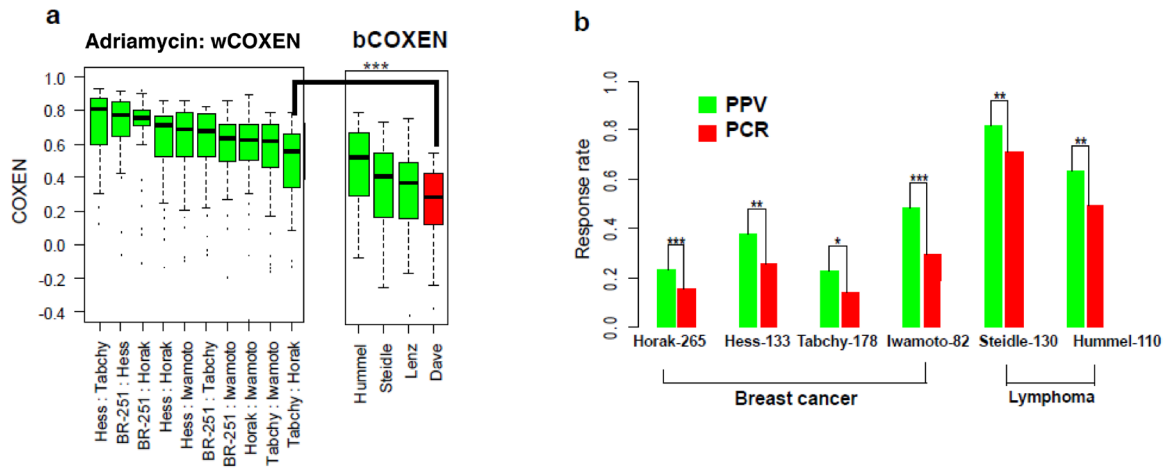 a
Adriamycin: wCOXEN
bCOXEN
***
COXEN
1.0
0.8
0.6
0.4
0.2
0.0
-0.2
-0.4
Hess : Tabchy
BR-251 : Hess
BR-251 : Horak
Hess : Horak
Hess : Iwamoto
BR-251 : Tabchy
BR-251 : Iwamoto
Horak : Iwamoto
Tabchy : Iwamoto
Tabchy : Horak
Hummel
Steidle
Lenz
Dave
b
Response rate
1.0
0.8
0.6
0.4
0.2
0.0
PPV
PCR
***
**
*
***
**
**
Horak-265
Hess-133
Tabchy-178
Iwamoto-82
Steidle-130
Hummel-110
Breast cancer
Lymphoma